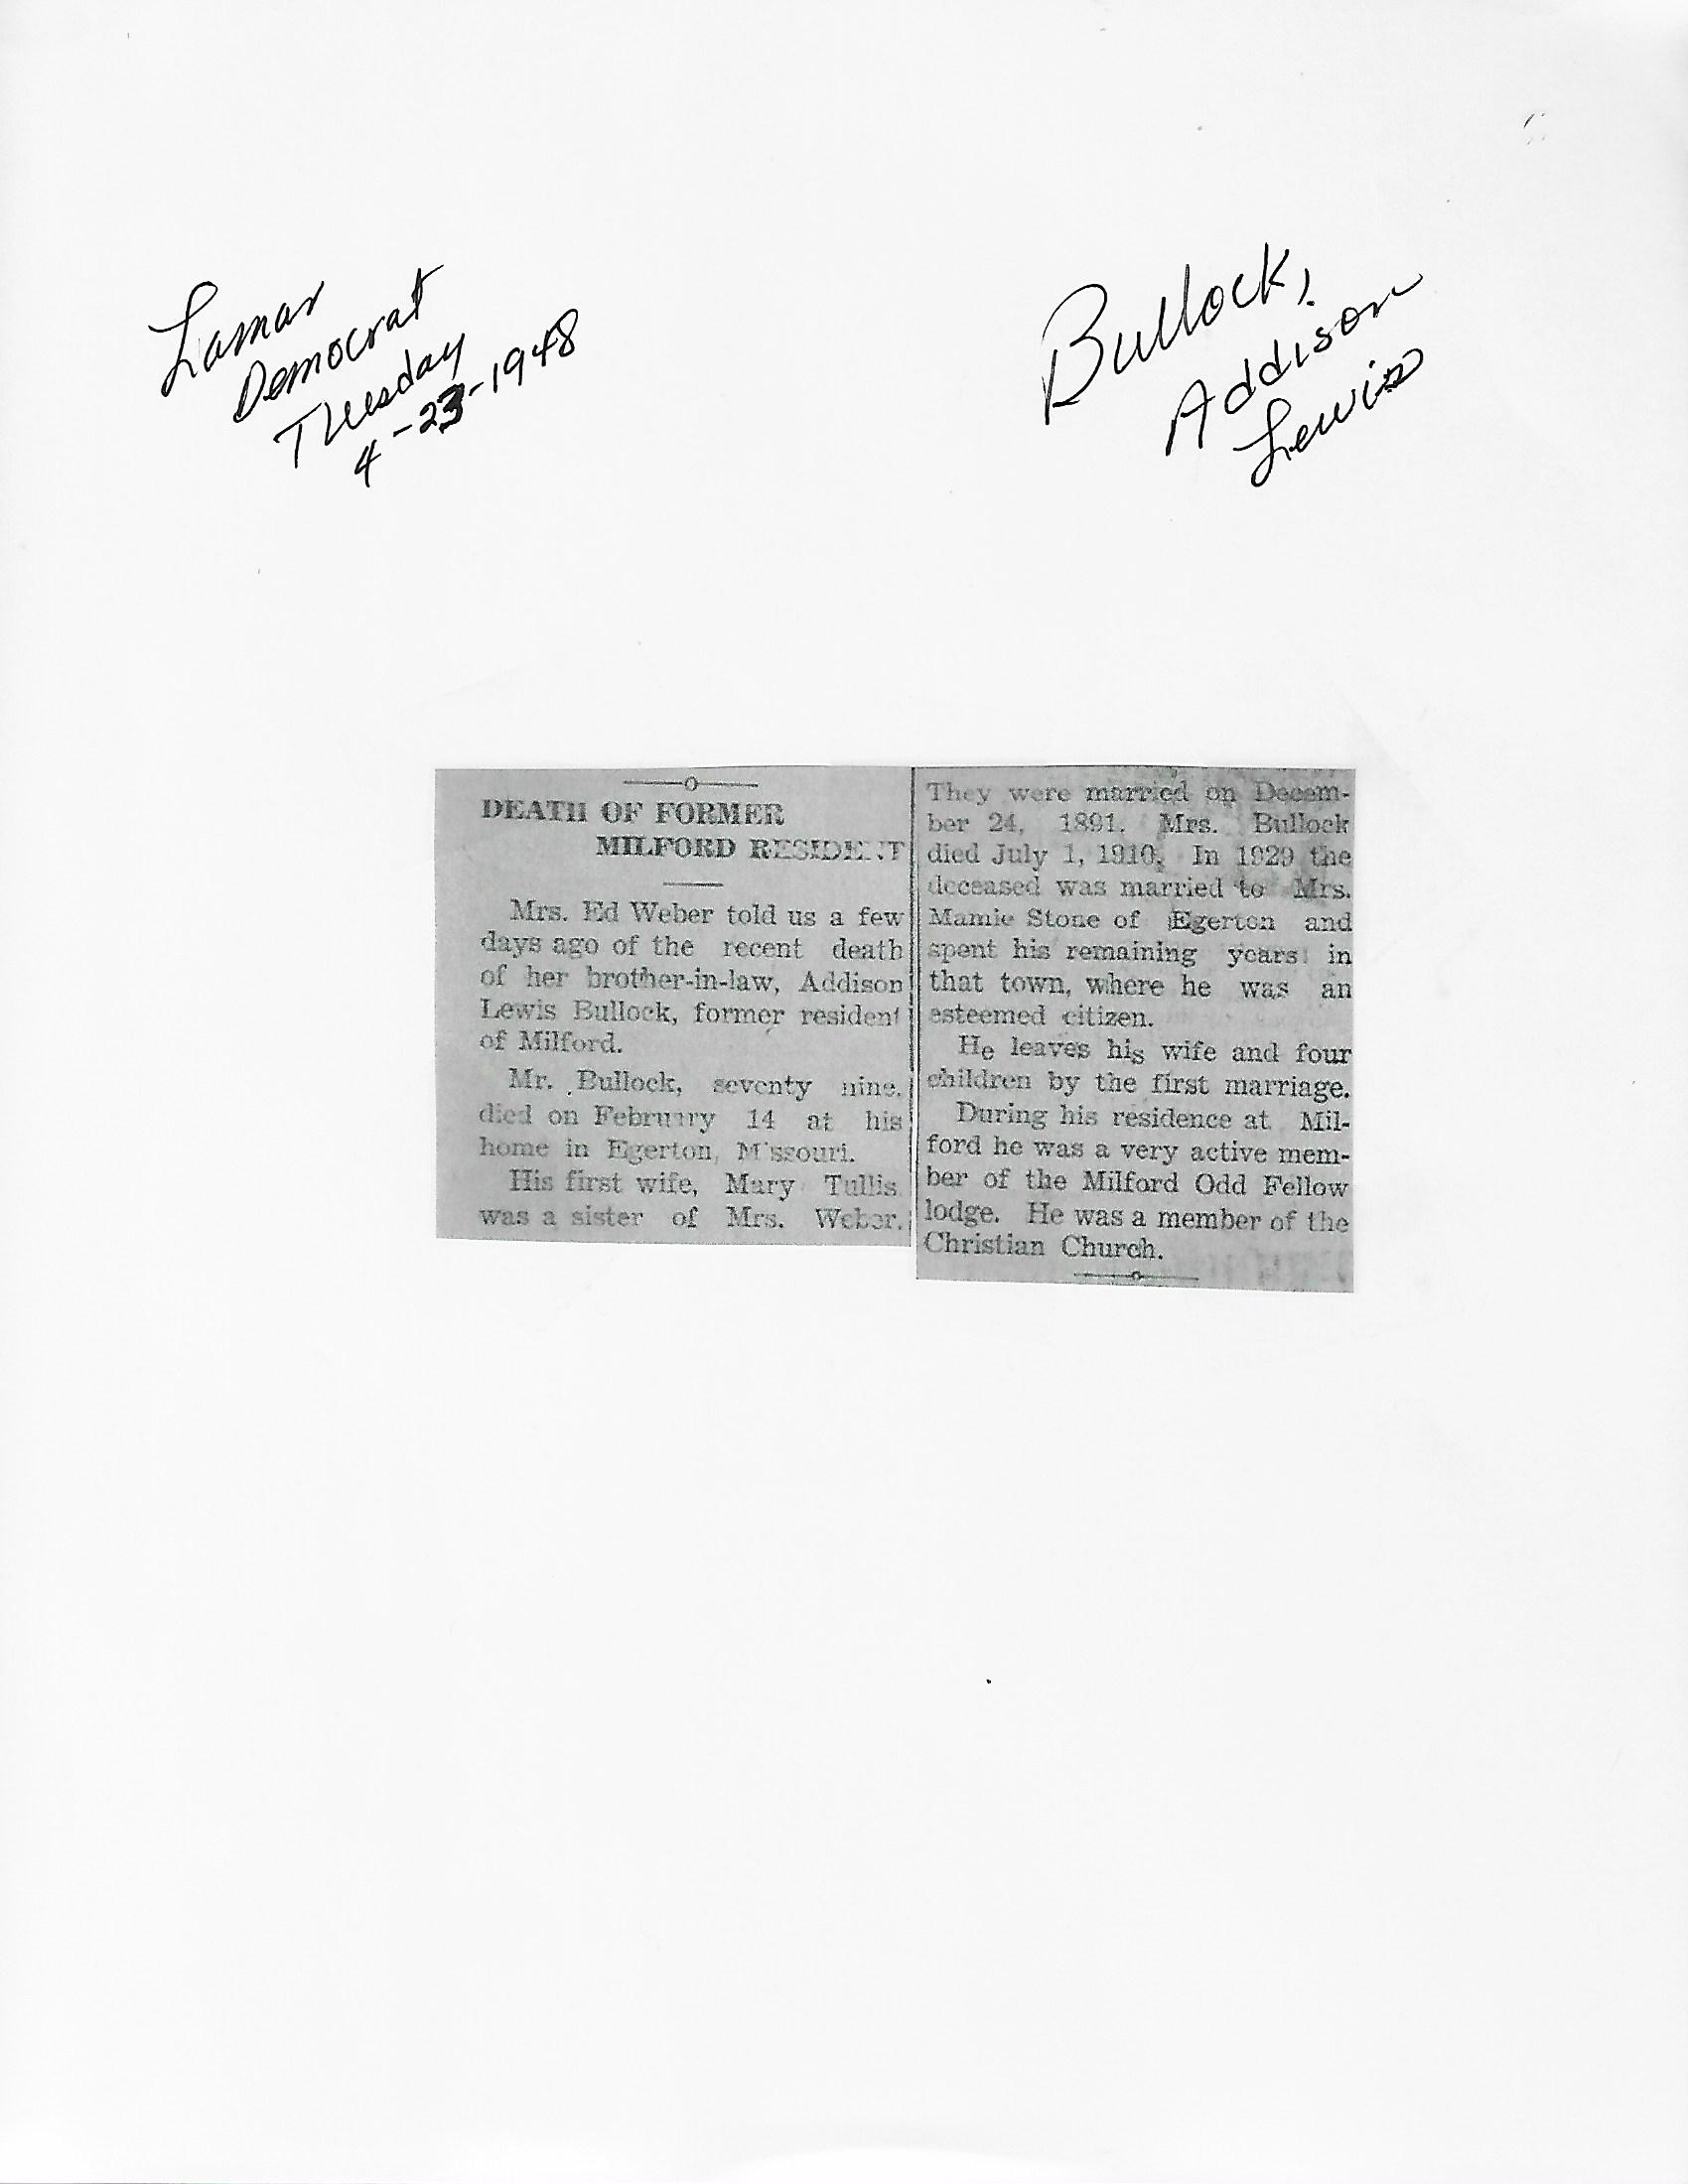 Lamar
Democrat
Tuesday
4-23-1948
Bullock,
Addison
Lewis
DEATH OF FORMER
MILFORD RESIDENT
Mrs. Ed Weber told us a few
days ago of the recent death
of her brother-in-law, Addison
Lewis Bullock, former resident
of Milford.
Mr. Bullock, seventy nine,
died on February 14 at his
home in Egerton, Missouri.
His first wife, Mary Tullis
was a sister of Mrs. Weber.
They were married on Decem-
ber 24, 1891. Mrs. Bullock
died July 1, 1910. In 1929 the
deceased was married to Mrs.
Mamie Stone of Egerton and
spent his remaining years in
that town, where he was an
esteemed citizen.
He leaves his wife and four
children by the first marriage.
During his residence at Mil-
ford he was a very active mem-
ber of the Milford Odd Fellow
lodge. He was a member of the
Christian Church.